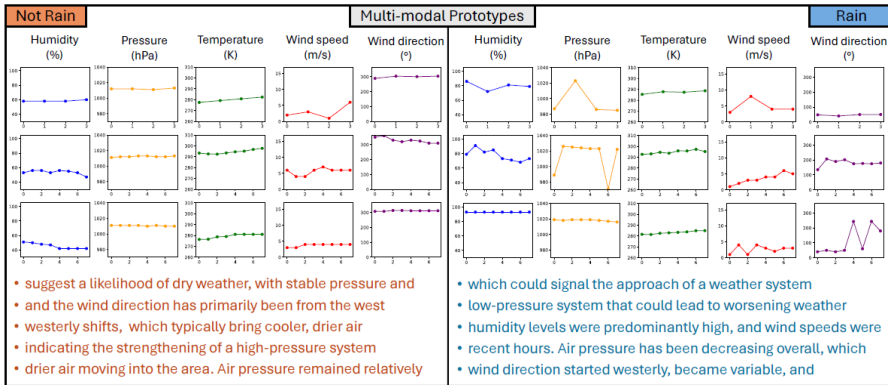 Not Rain
Multi-modal Prototypes
Rain
Humidity (%)
Pressure (hPa)
Temperature (K)
Wind speed (m/s)
Wind direction (º)
Humidity (%)
Pressure (hPa)
Temperature (K)
Wind speed (m/s)
Wind direction (º)
• suggest a likelihood of dry weather, with stable pressure and
• and the wind direction has primarily been from the west
• westerly shifts, which typically bring cooler, drier air
• indicating the strengthening of a high-pressure system
• drier air moving into the area. Air pressure remained relatively
• which could signal the approach of a weather system
• low-pressure system that could lead to worsening weather
• humidity levels were predominantly high, and wind speeds were
• recent hours. Air pressure has been decreasing overall, which
• wind direction started westerly, became variable, and